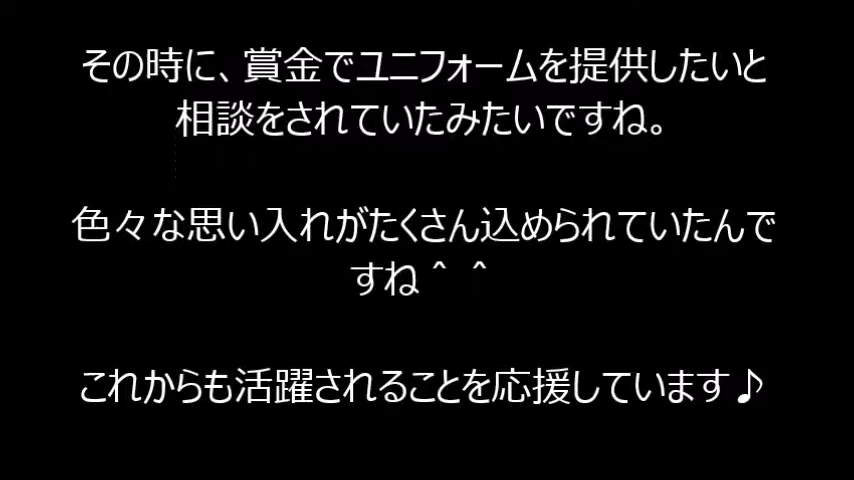 その時に、賞金でユニフォームを提供したいと
相談をされていたみたいですね。
色々な思い入れがたくさん込められていたんで
すね＾ ＾
これからも活躍されることを応援しています♪